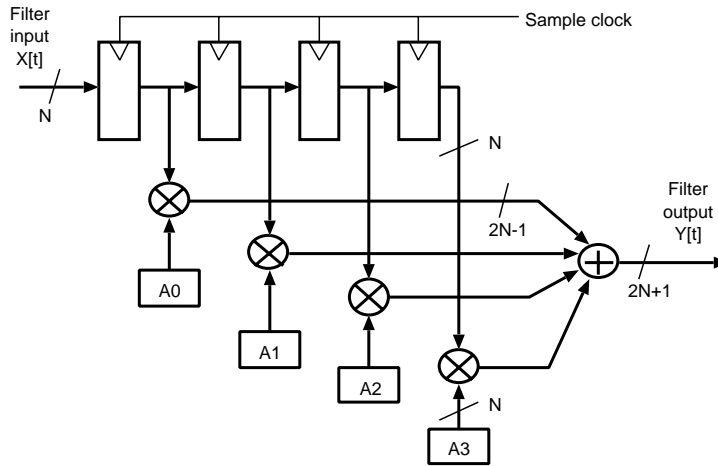 Filter
input
X[t]
N
Sample clock
N
2N-1
Filter
output
Y[t]
2N+1
A0
A1
A2
N
A3